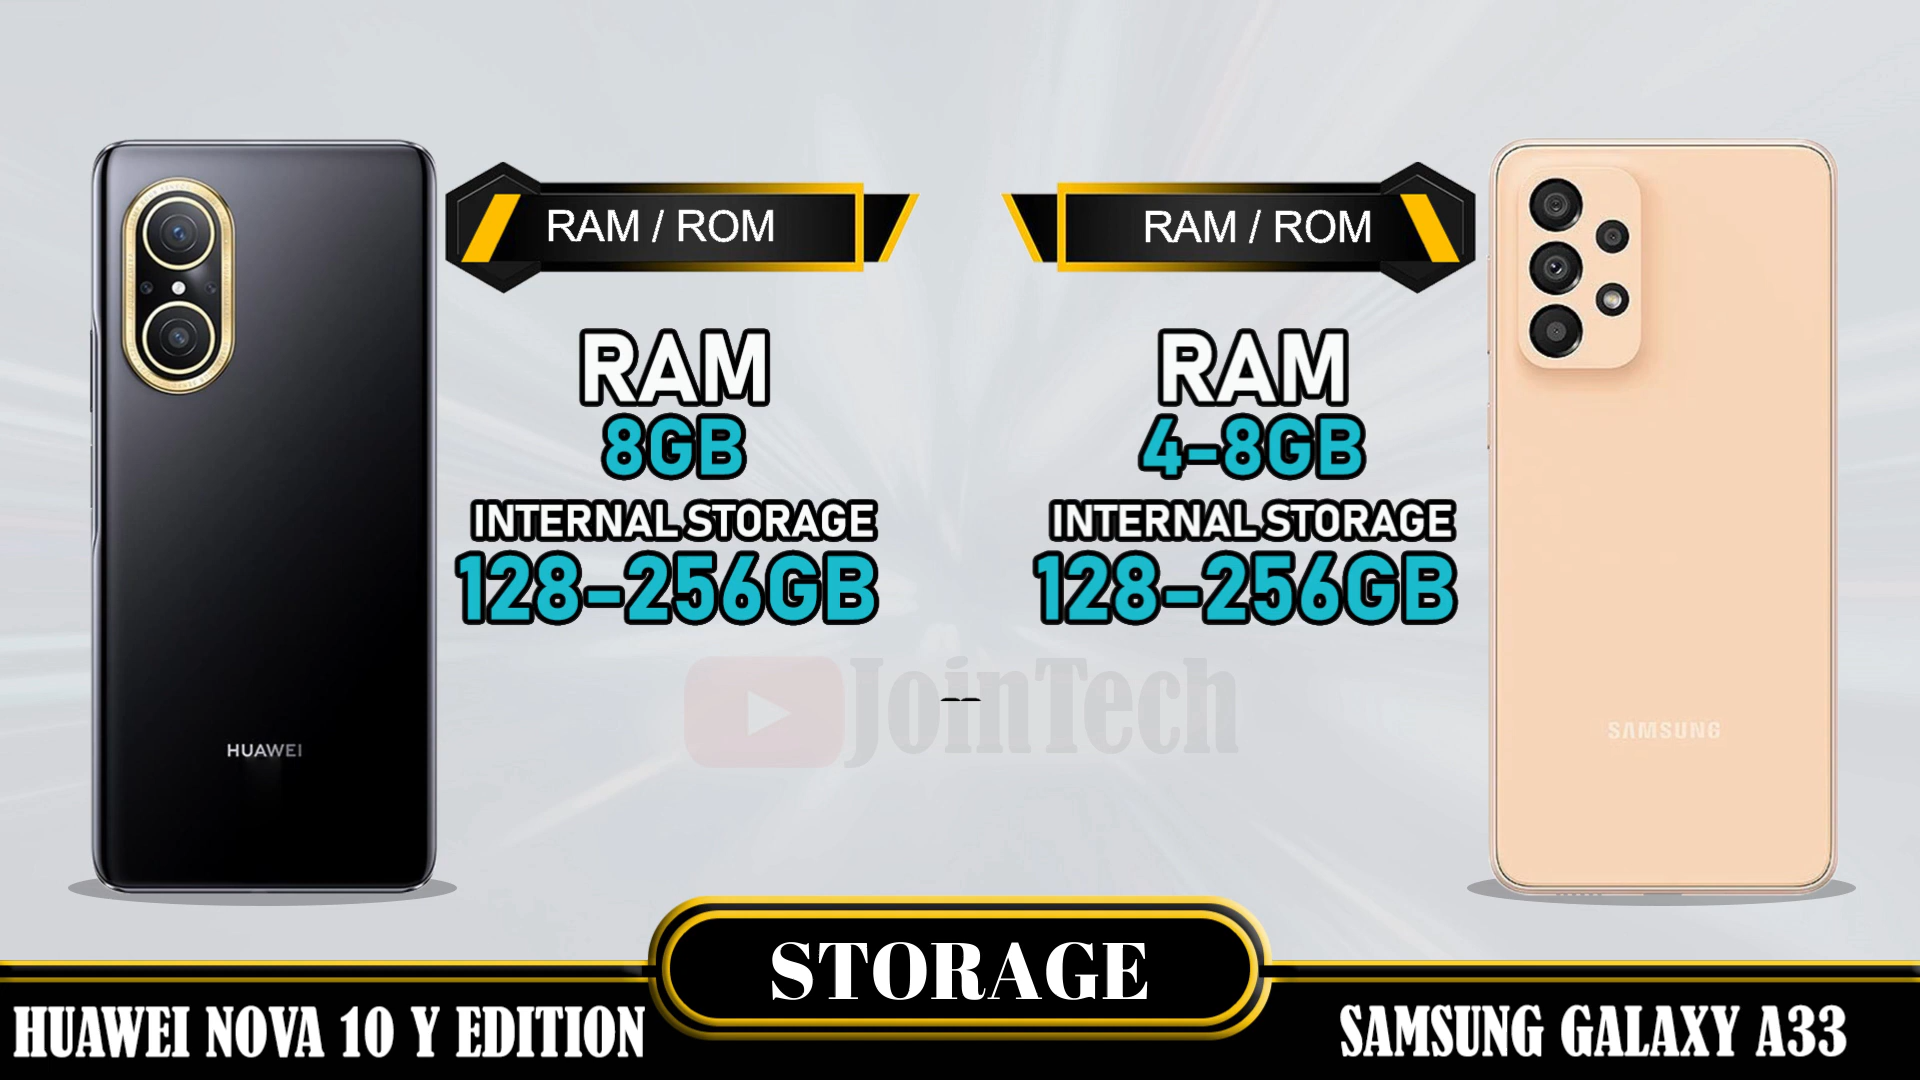 RAM / ROM
RAM / ROM
RAM
8GB
INTERNAL STORAGE
128-256GB
RAM
4-8GB
INTERNAL STORAGE
128-256GB
JoinTech
HUAWEI
SAMSUNG
STORAGE
HUAWEI NOVA 10 Y EDITION
SAMSUNG GALAXY A33